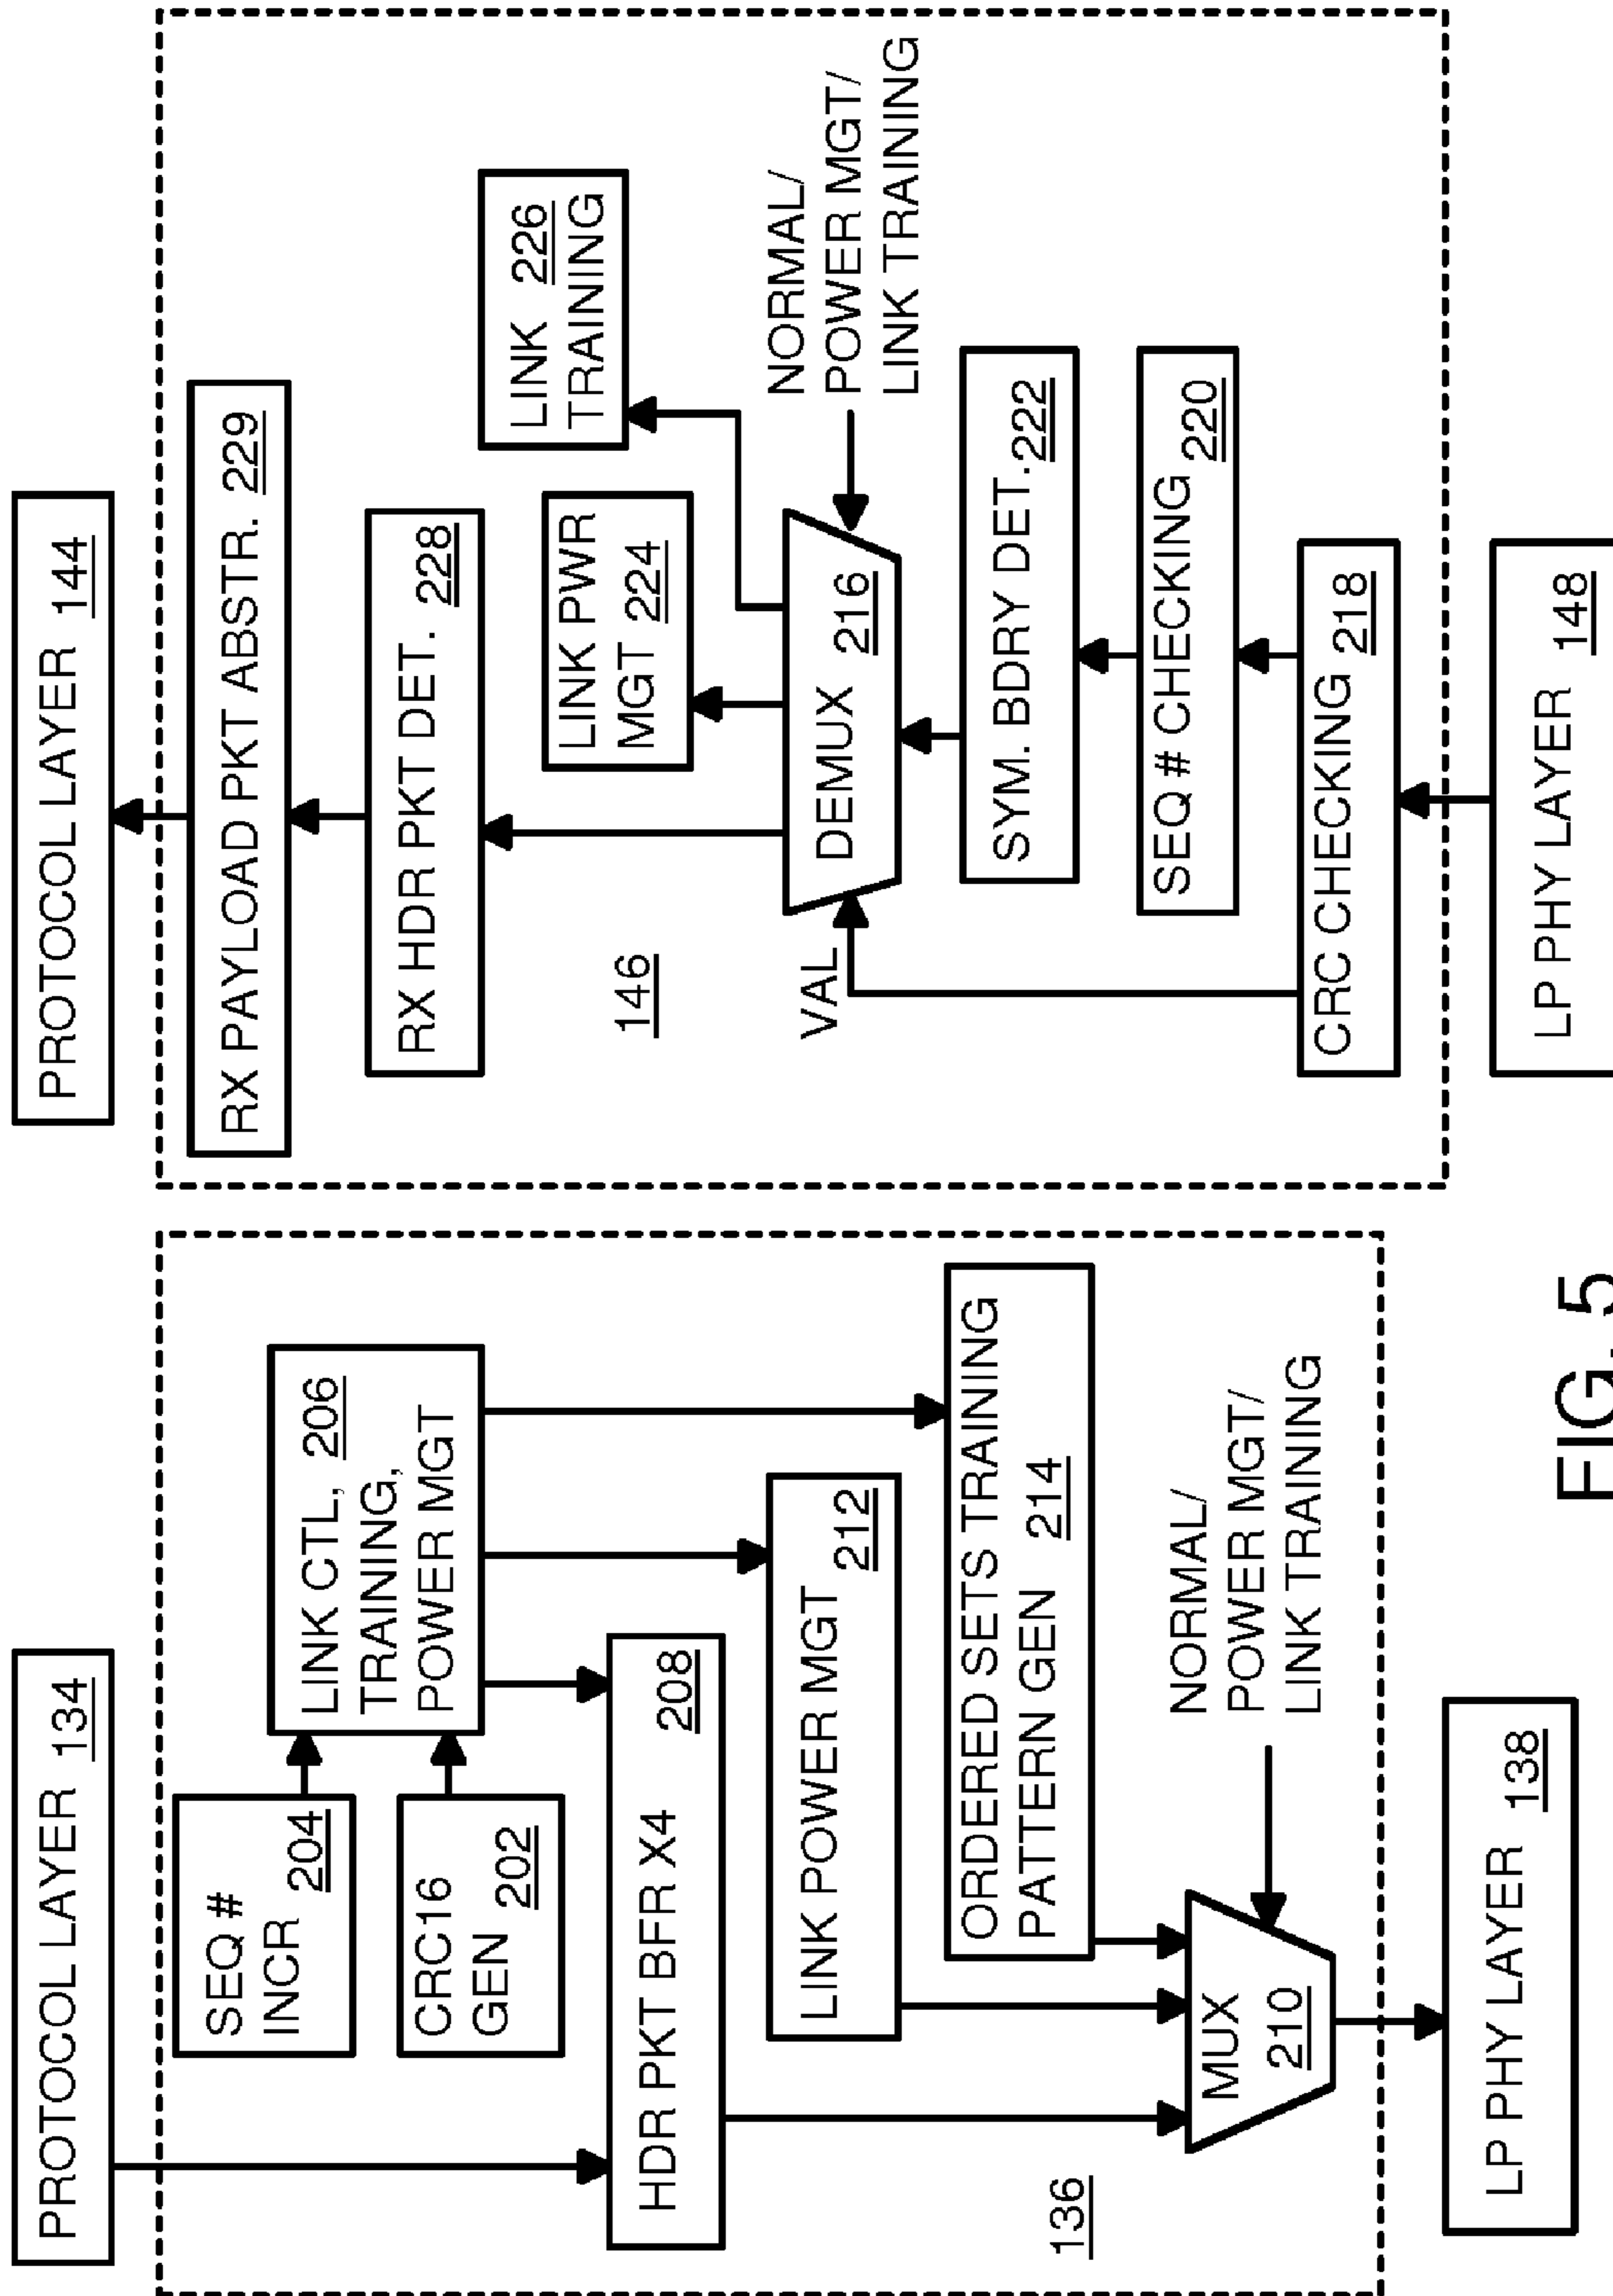 PROTOCOL LAYER 134
SEQ #
INCR 204
CRC16
GEN 202
LINK CTL, 206
TRAINING,
POWER MGT
HDR PKT BFR X4 208
LINK POWER MGT 212
ORDERED SETS TRAINING
PATTERN GEN 214
NORMAL/
POWER MGT/
LINK TRAINING
MUX
210
136
LP PHY LAYER 138
PROTOCOL LAYER 144
RX PAYLOAD PKT ABSTR. 229
RX HDR PKT DET. 228
LINK PWR
MGT 224
LINK 226
TRAINING
146
VAL
DEMUX 216
NORMAL/
POWER MGT/
LINK TRAINING
SYM. BDRY DET. 222
SEQ # CHECKING 220
CRC CHECKING 218
LP PHY LAYER 148
FIG. 5